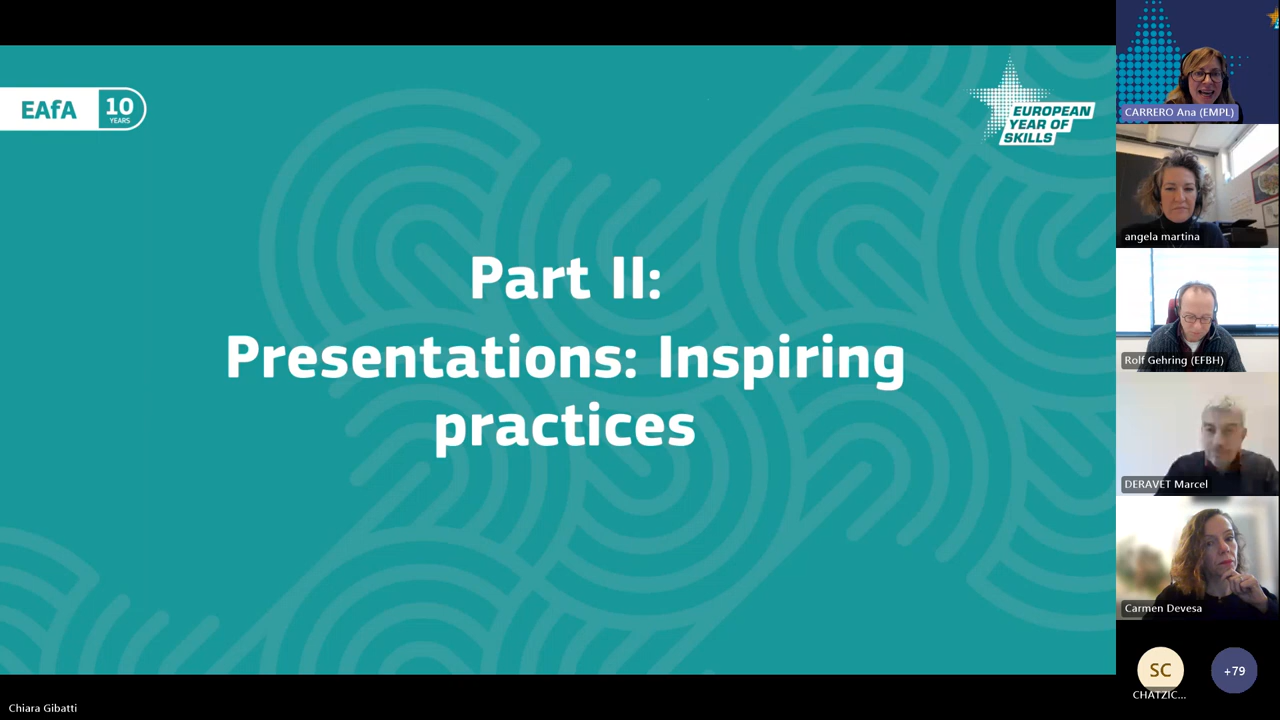 EAfA
10
YEARS
EUROPEAN
YEAR OF
SKILLS
Part II:
Presentations: Inspiring
practices
CARRERO Ana (EMPL)
angela martina
Rolf Gehring (EFBH)
DERAVET Marcel
Carmen Devesa
SC
+79
CHATZIC...
Chiara Gibatti